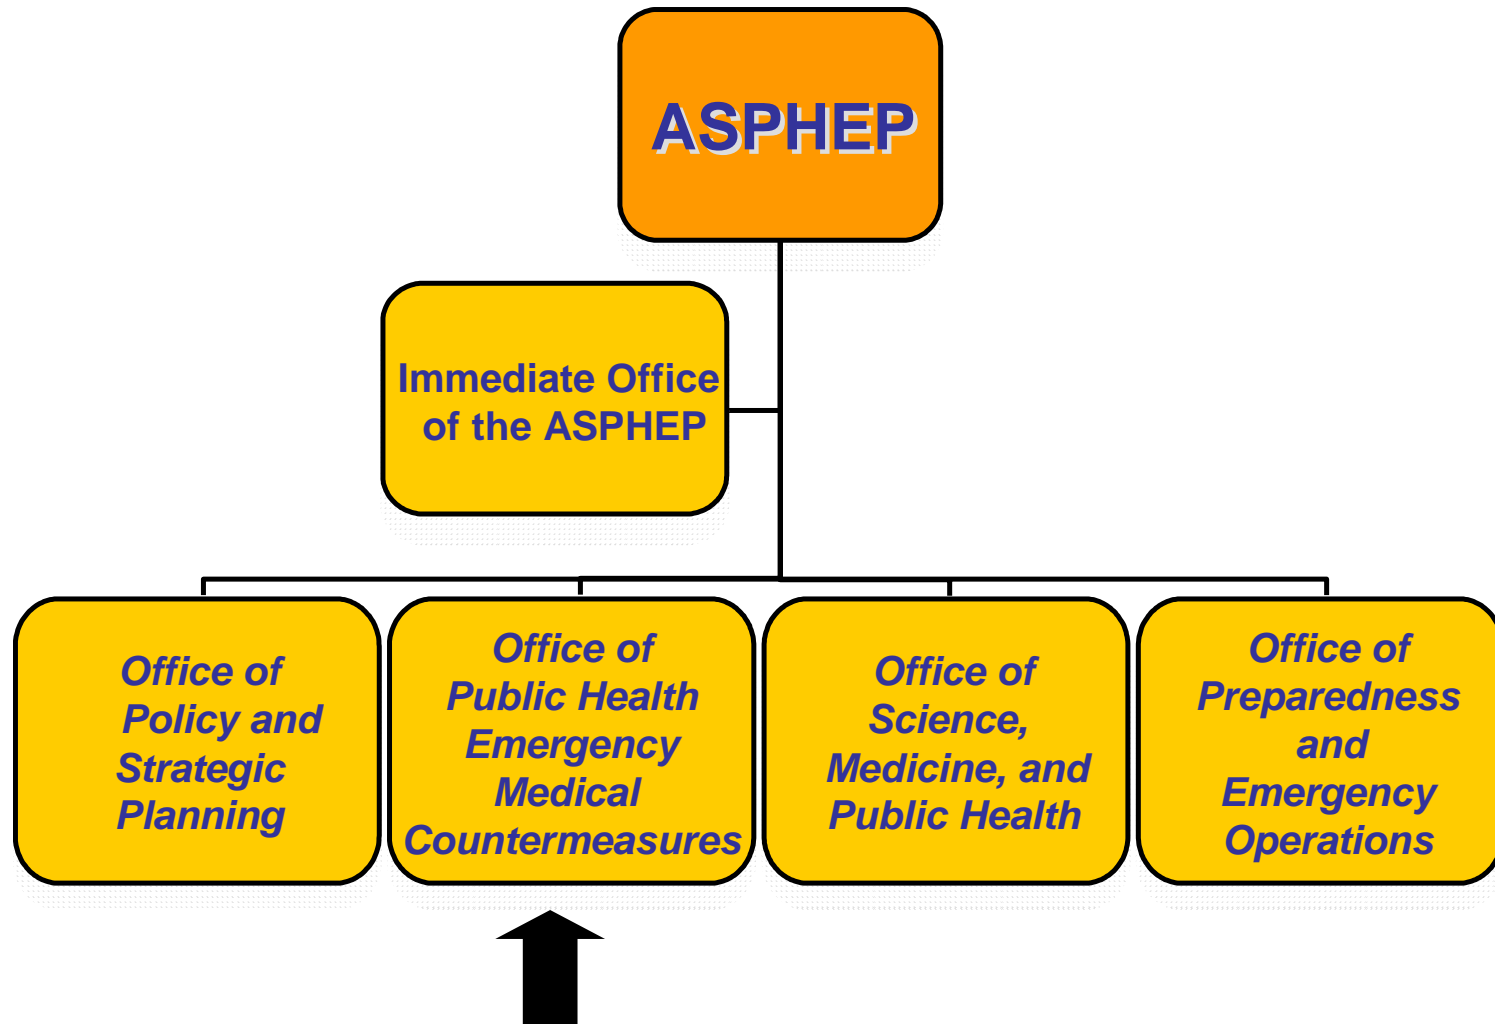 ASPHEP
Immediate Office
of the ASPHEP
Office of
Policy and
Strategic
Planning
Office of
Public Health
Emergency
Medical
Countermeasures
Office of
Science,
Medicine, and
Public Health
Office of
Preparedness
and
Emergency
Operations